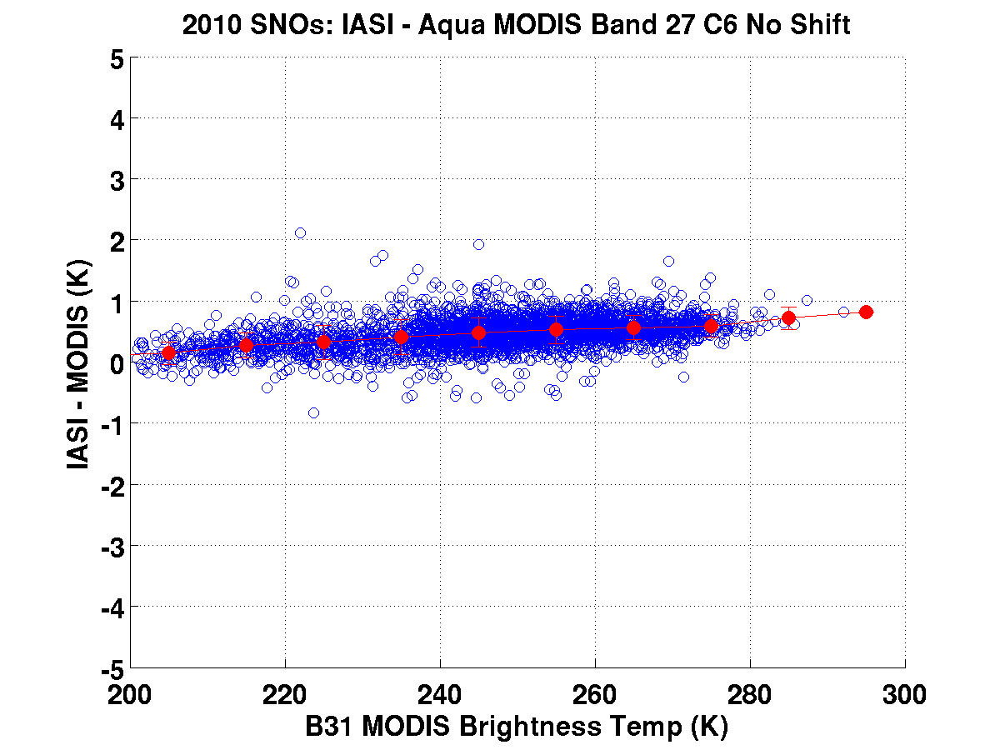 2010 SNOs: IASI - Aqua MODIS Band 27 C6 No Shift
5
4
3
2
1
0
-1
-2
-3
-4
-5
IASI - MODIS (K)
200 220 240 260 280 300
B31 MODIS Brightness Temp (K)